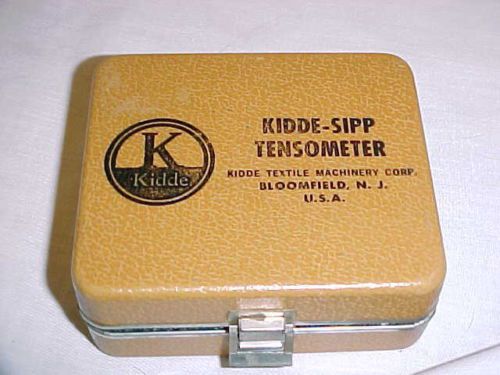 K
Kidde
KIDDE-SIPP
TENSOMETER
KIDDE TEXTILE MACHINERY CORP.
BLOOMFIELD, N. J.
U.S.A.